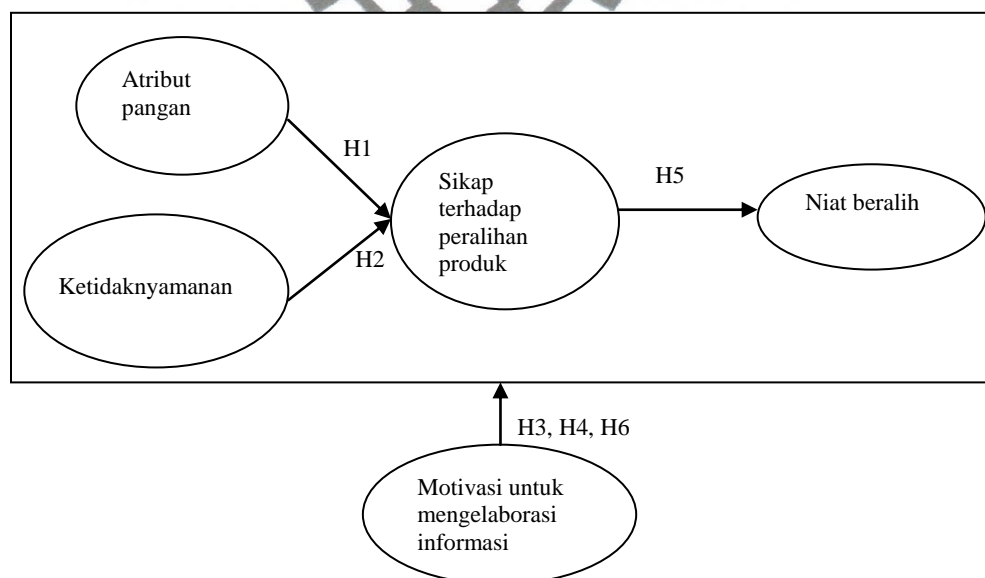 Atribut
pangan
H1
Sikap
terhadap
peralihan
produk
H5
Niat beralih
H2
Ketidaknyamanan
H3, H4, H6
Motivasi untuk
mengelaborasi
informasi